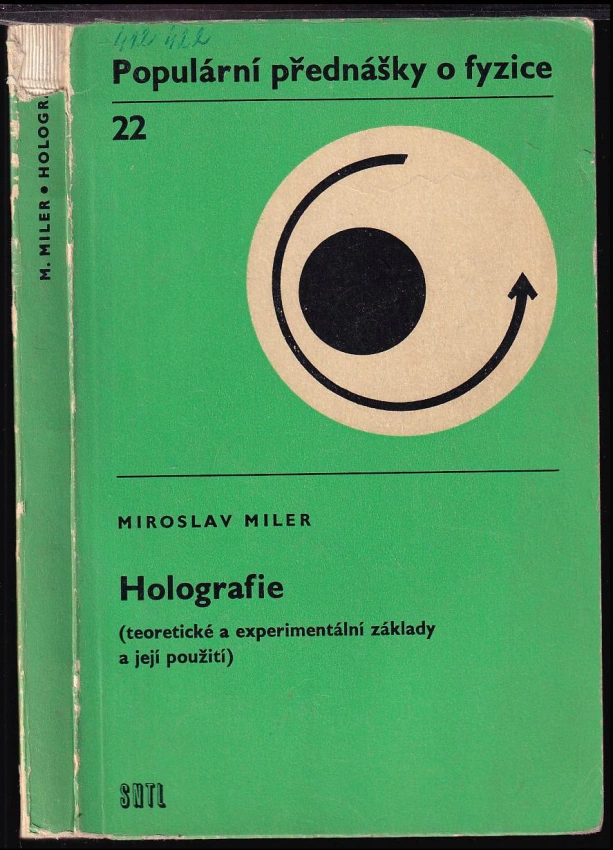 Populární přednášky o fyzice
22
MIROSLAV MILER
Holografie
(teoretické a experimentální základy
a její použití)
SNTL
M. MILER • HOLOGR